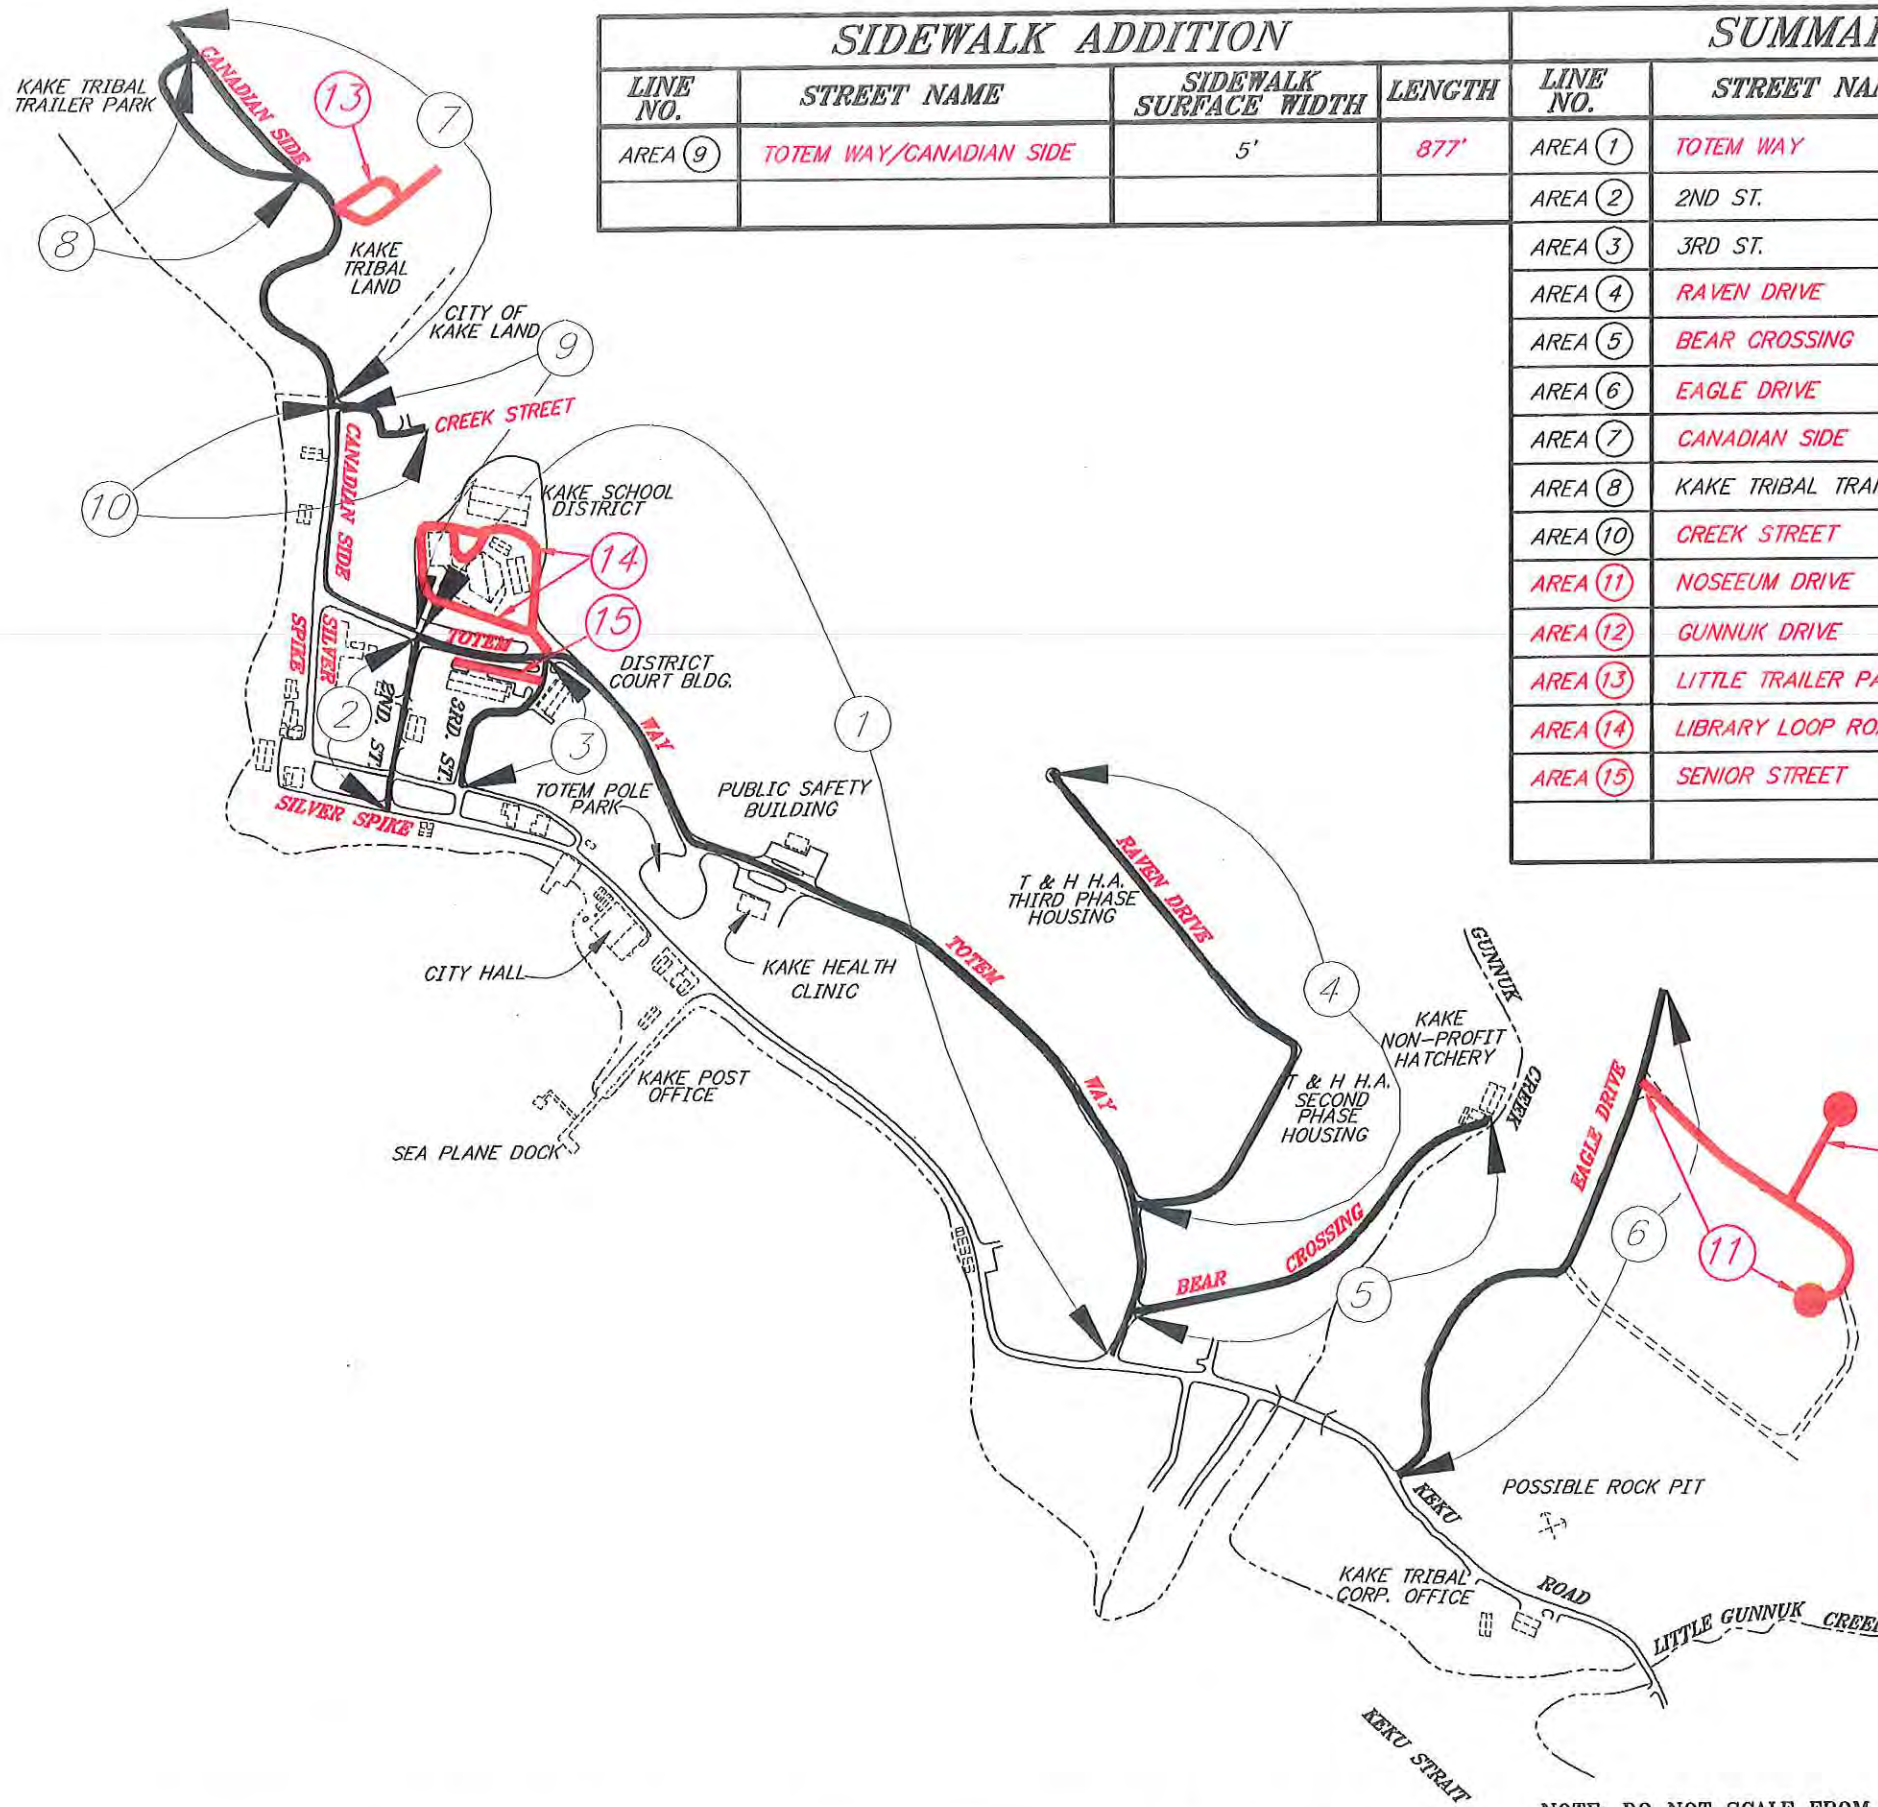 SIDEWALK ADDITION
LINE NO.
STREET NAME
SIDEWALK SURFACE WIDTH
LENGTH
AREA 9
TOTEM WAY/CANADIAN SIDE
5'
877'
LINE NO.
AREA 1
TOTEM WAY
AREA 2
2ND ST.
AREA 3
3RD ST.
AREA 4
RAVEN DRIVE
AREA 5
BEAR CROSSING
AREA 6
EAGLE DRIVE
AREA 7
CANADIAN SIDE
AREA 8
KAKE TRIBAL
AREA 10
CREEK STREET
AREA 11
NOSEEUM DRIVE
AREA 12
GUNNUK DRIVE
AREA 13
LITTLE TRAILER
AREA 14
LIBRARY LOOP
AREA 15
SENIOR STREET
KAKE TRIBAL
TRAILER PARK
CANADIAN SIDE
13
7
8
KAKE
TRIBAL
LAND
CITY OF
KAKE LAND
9
CREEK STREET
CANADIAN SIDE
10
KAKE SCHOOL
DISTRICT
14
15
TOTEM
SPIKE
SILVER
DISTRICT
COURT BLDG.
2
2ND. ST.
3RD. ST.
3
WAY
1
TOTEM POLE
PARK
PUBLIC SAFETY
BUILDING
SILVER SPIKE
RAVEN DRIVE
T & H H.A.
THIRD PHASE
HOUSING
CITY HALL
KAKE HEALTH
CLINIC
TOTEM
4
GUNNUK
CREEK
KAKE
NON-PROFIT
HATCHERY
KAKE POST
OFFICE
WAY
T & H H.A.
SECOND
PHASE
HOUSING
SEA PLANE DOCK
EAGLE DRIVE
BEAR
CROSSING
5
6
11
KEKU
ROAD
POSSIBLE ROCK PIT
KAKE TRIBAL
CORP. OFFICE
LITTLE GUNNUK
KEKU STRAIT